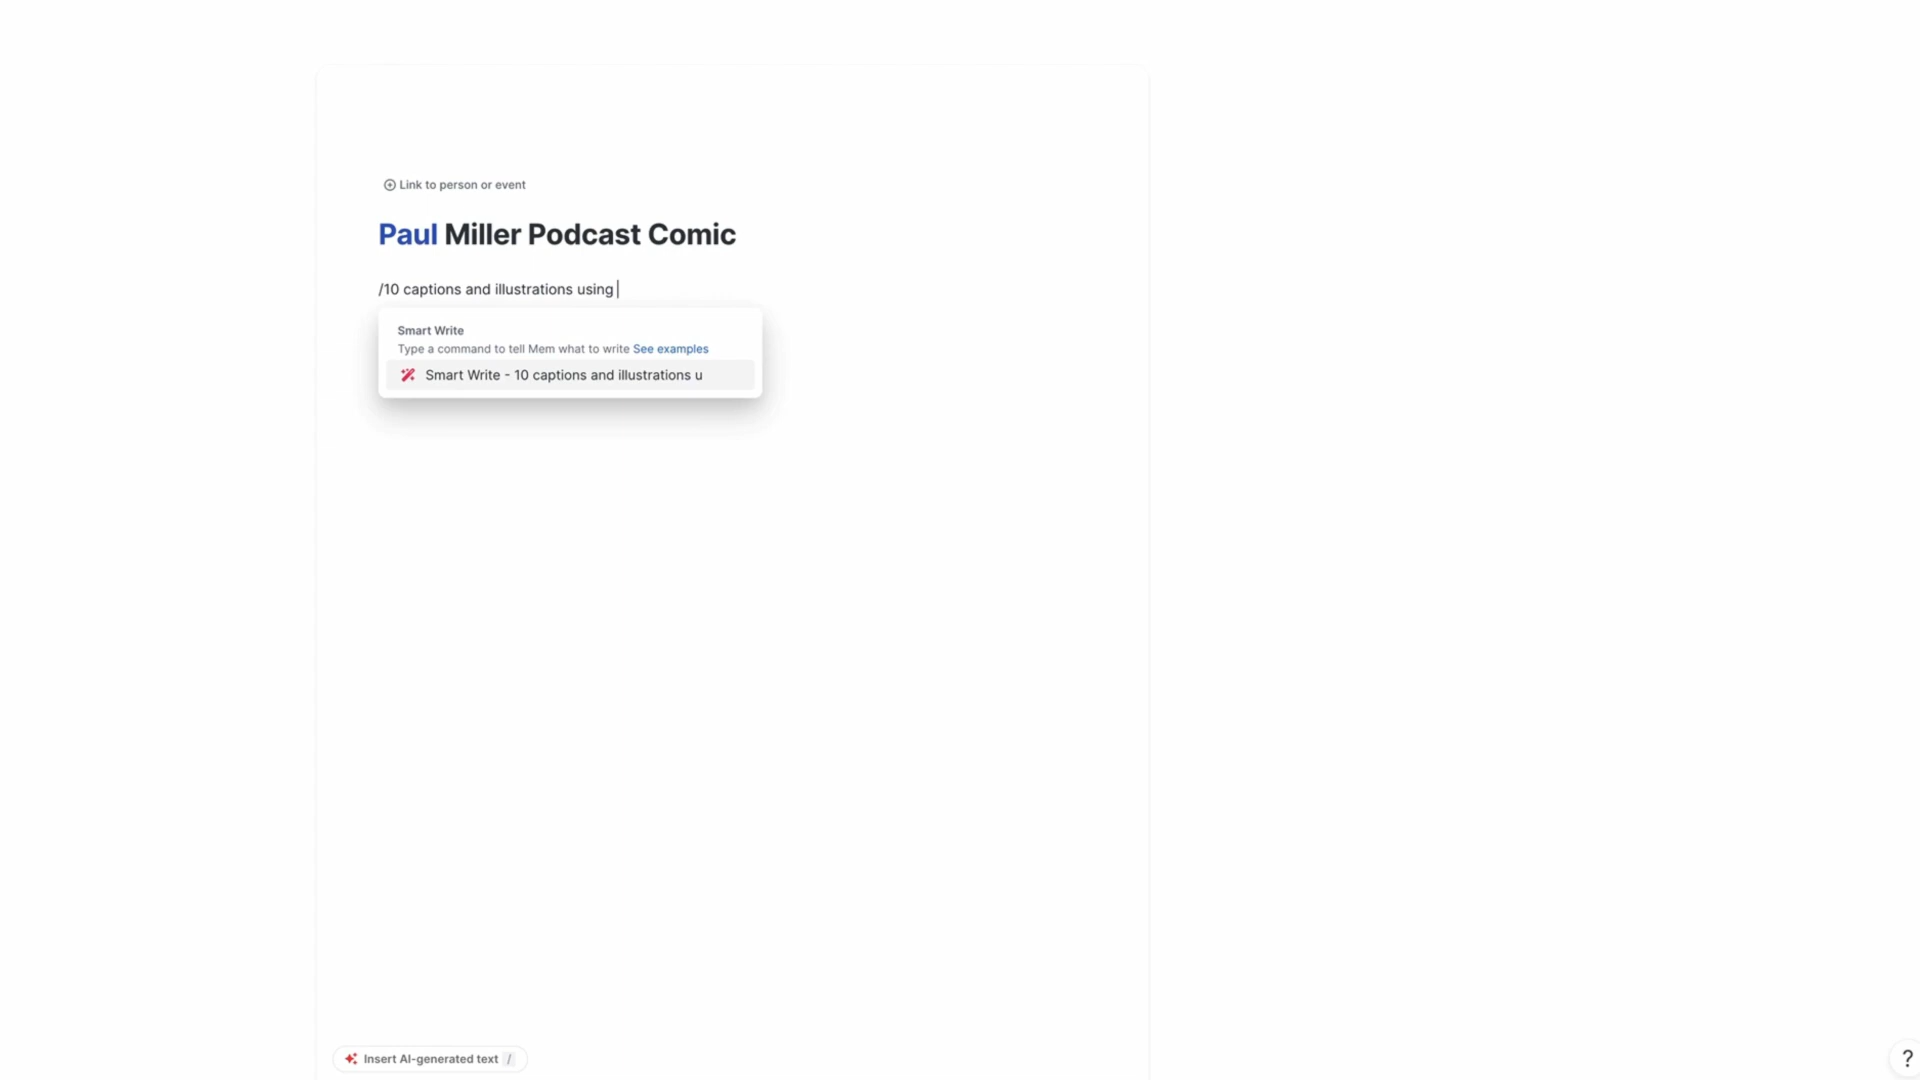 Link to person or event
Paul Miller Podcast Comic
/10 captions and illustrations using
Smart Write
Type a command to tell Mem what to write See examples
Smart Write - 10 captions and illustrations u
Insert AI-generated text /
?